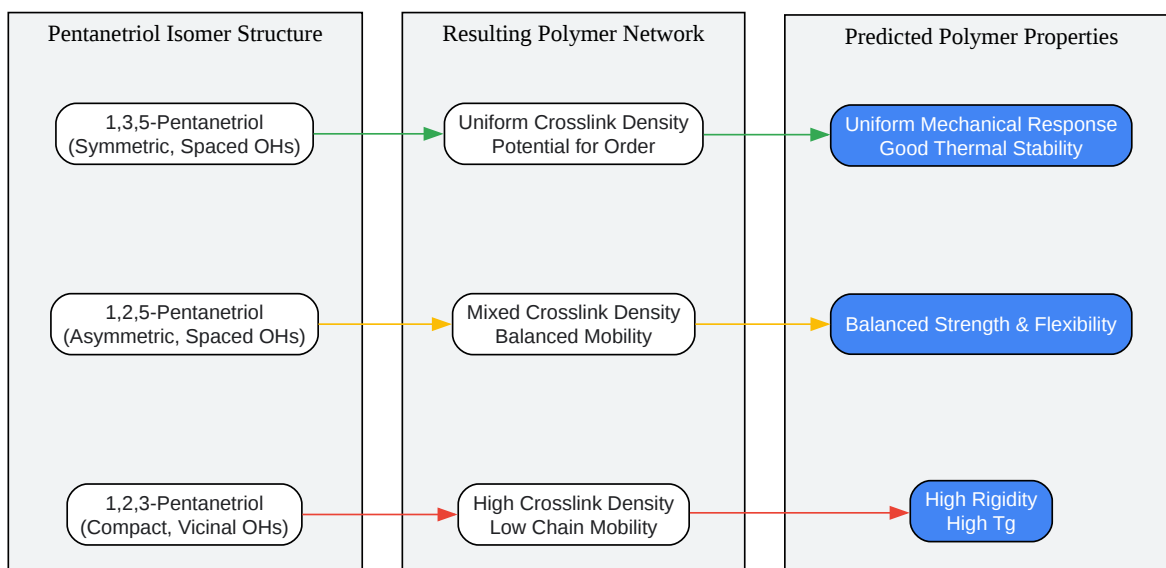 Pentanetriol Isomer Structure
1,3,5-Pentanetriol
(Symmetric, Spaced OHs)
1,2,5-Pentanetriol
(Asymmetric, Spaced OHs)
1,2,3-Pentanetriol
(Compact, Vicinal OHs)
Resulting Polymer Network
Uniform Crosslink Density
Potential for Order
Mixed Crosslink Density
Balanced Mobility
High Crosslink Density
Low Chain Mobility
Predicted Polymer Properties
Uniform Mechanical Response
Good Thermal Stability
Balanced Strength & Flexibility
High Rigidity
High Tg